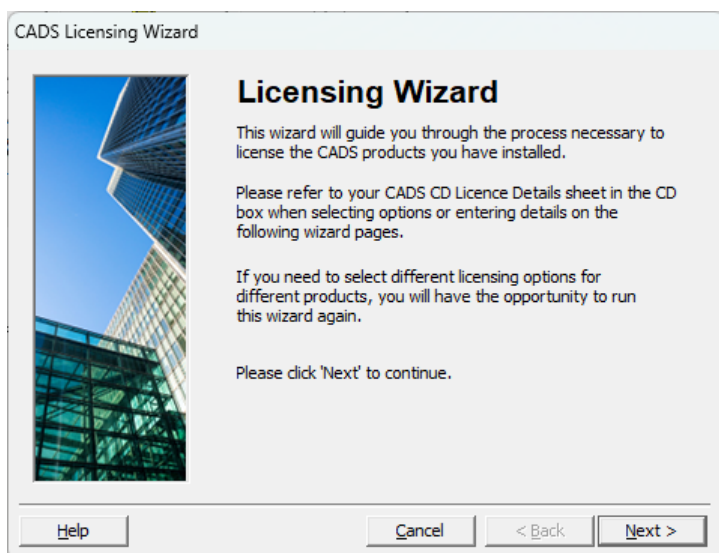 CADS Licensing Wizard
Licensing Wizard
This wizard will guide you through the process necessary to
license the CADS products you have installed.
Please refer to your CADS CD Licence Details sheet in the CD
box when selecting options or entering details on the
following wizard pages.
If you need to select different licensing options for
different products, you will have the opportunity to run
this wizard again.
Please click 'Next' to continue.
Help
Cancel
< Back
Next >